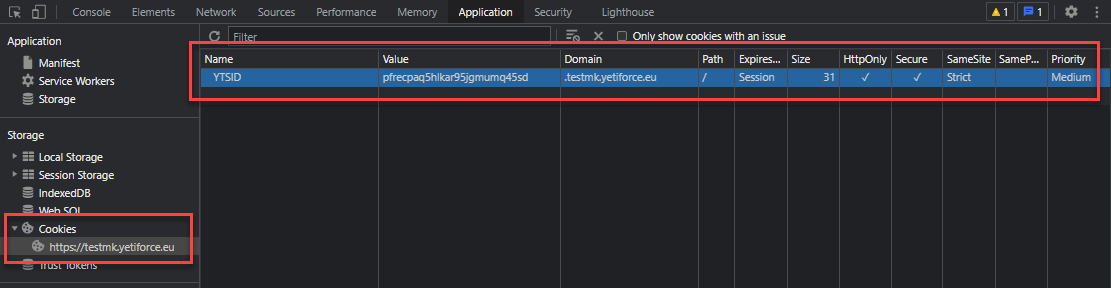 Console Elements Network Sources Performance Memory Application Security Lighthouse 1 1
Application
Manifest
Service Workers
Storage
Storage
Local Storage
Session Storage
IndexedDB
Web SQL
Cookies
https://testmk.yetiforce.eu
Trust Tokens
Filter Only show cookies with an issue
Name Value Domain Path Expires... Size HttpOnly Secure SameSite SameP... Priority
YTSID pfrecpaq5hlkar95jgmumq45sd .testmk.yetiforce.eu / Session 31 ✓ ✓ Strict Medium